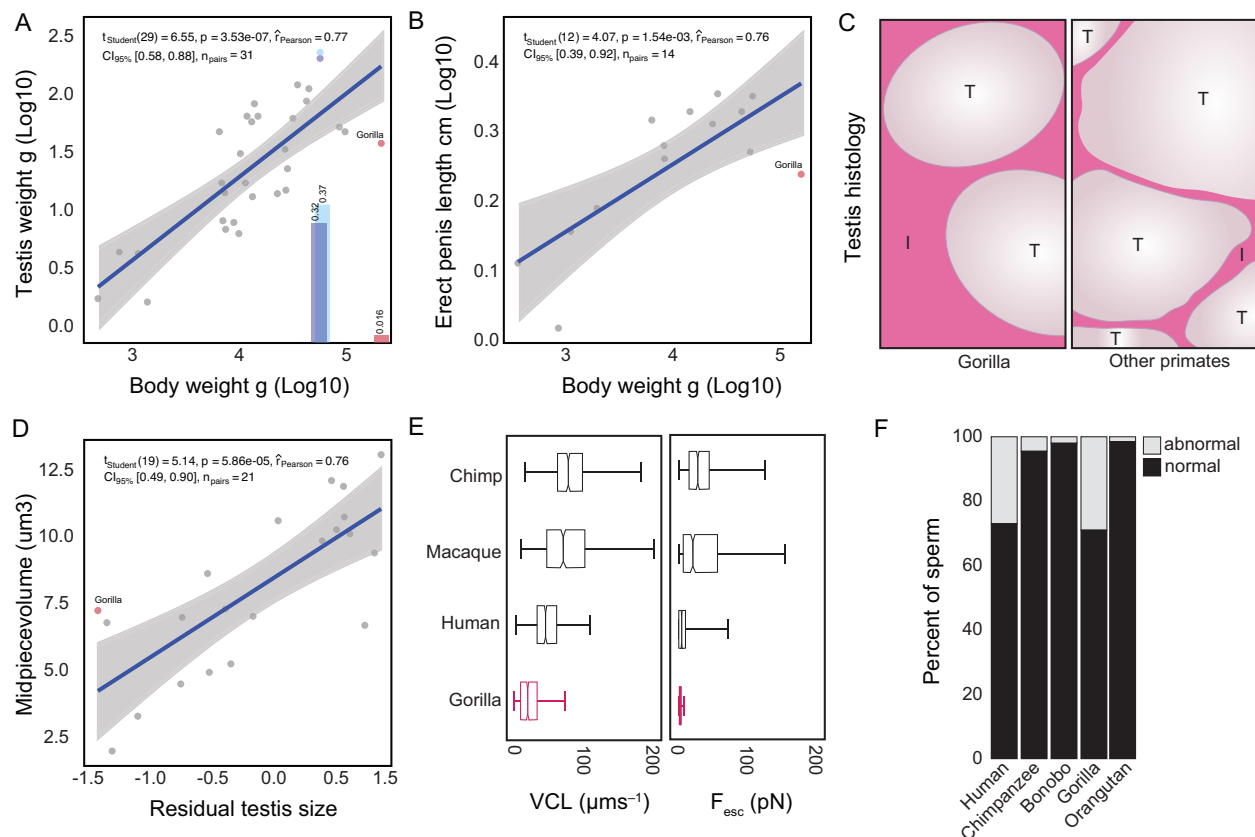 A
Testis weight g (Log10)
2.5
2.0
1.5
1.0
0.5
0.0
t_Student(29) = 6.55, p = 3.53e-07, r̂_Pearson = 0.77
CI_95% [0.58, 0.88], n_pairs = 31
Gorilla
0.32
0.37
0.016
3
4
5
Body weight g (Log10)
B
Erect penis length cm (Log10)
0.4
0.3
0.2
0.1
0.0
t_Student(12) = 4.07, p = 1.54e-03, r̂_Pearson = 0.76
CI_95% [0.39, 0.92], n_pairs = 14
Gorilla
3
4
5
Body weight g (Log10)
C
Testis histology
T
T
I
T
T
T
I
T
T
Gorilla
Other primates
D
Midpiecevolume (um3)
12.5
10.0
7.5
5.0
2.5
t_Student(19) = 5.14, p = 5.86e-05, r̂_Pearson = 0.76
CI_95% [0.49, 0.90], n_pairs = 21
Gorilla
-1.5
-1.0
0.0
0.5
1.5
Residual testis size
E
Chimp
Macaque
Human
Gorilla
0
100
200
VCL (µms⁻¹)
0
100
200
F_esc (pN)
F
abnormal
normal
Percent of sperm
100
80
60
40
20
0
Human
Chimpanzee
Bonobo
Gorilla
Orangutan